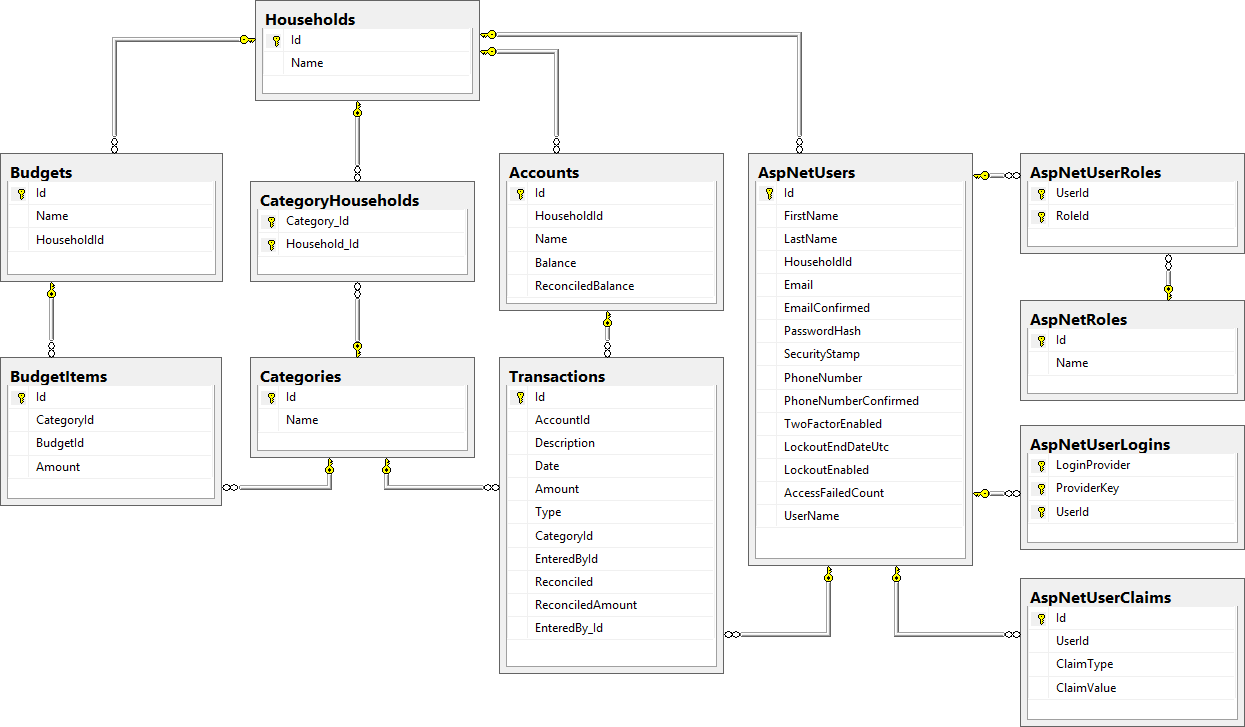 Households
Id
Name
Budgets
Id
Name
HouseholdId
CategoryHouseholds
Category_Id
Household_Id
Accounts
Id
HouseholdId
Name
Balance
ReconciledBalance
AspNetUsers
Id
FirstName
LastName
HouseholdId
Email
EmailConfirmed
PasswordHash
SecurityStamp
PhoneNumber
PhoneNumberConfirmed
TwoFactorEnabled
LockoutEndDateUtc
LockoutEnabled
AccessFailedCount
UserName
AspNetUserRoles
UserId
RoleId
AspNetRoles
Id
Name
BudgetItems
Id
CategoryId
BudgetId
Amount
Categories
Id
Name
Transactions
Id
AccountId
Description
Date
Amount
Type
CategoryId
EnteredById
Reconciled
ReconciledAmount
EnteredBy_Id
AspNetUserLogins
LoginProvider
ProviderKey
UserId
AspNetUserClaims
Id
UserId
ClaimType
ClaimValue